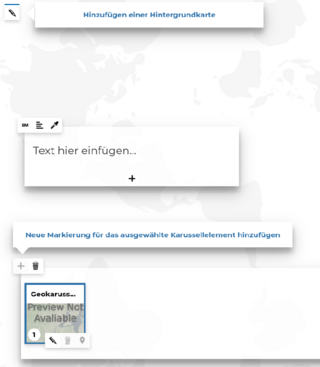 Hinzufügen einer Hintergrundkarte
Text hier einfügen...
Neue Markierung für das ausgewählte Karussellelement hinzufügen
Geokaruss...
Preview Not
Available
1